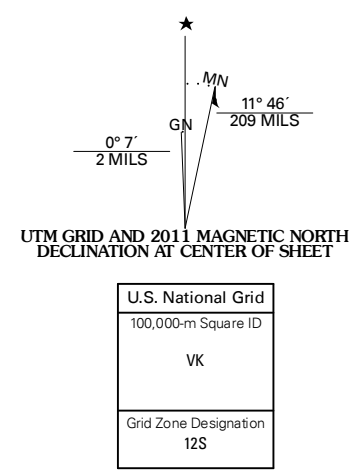 MN
11° 46´
209 MILS
GN
0° 7´
2 MILS
UTM GRID AND 2011 MAGNETIC NORTH
DECLINATION AT CENTER OF SHEET
U.S. National Grid
100,000-m Square ID
VK
Grid Zone Designation
12S